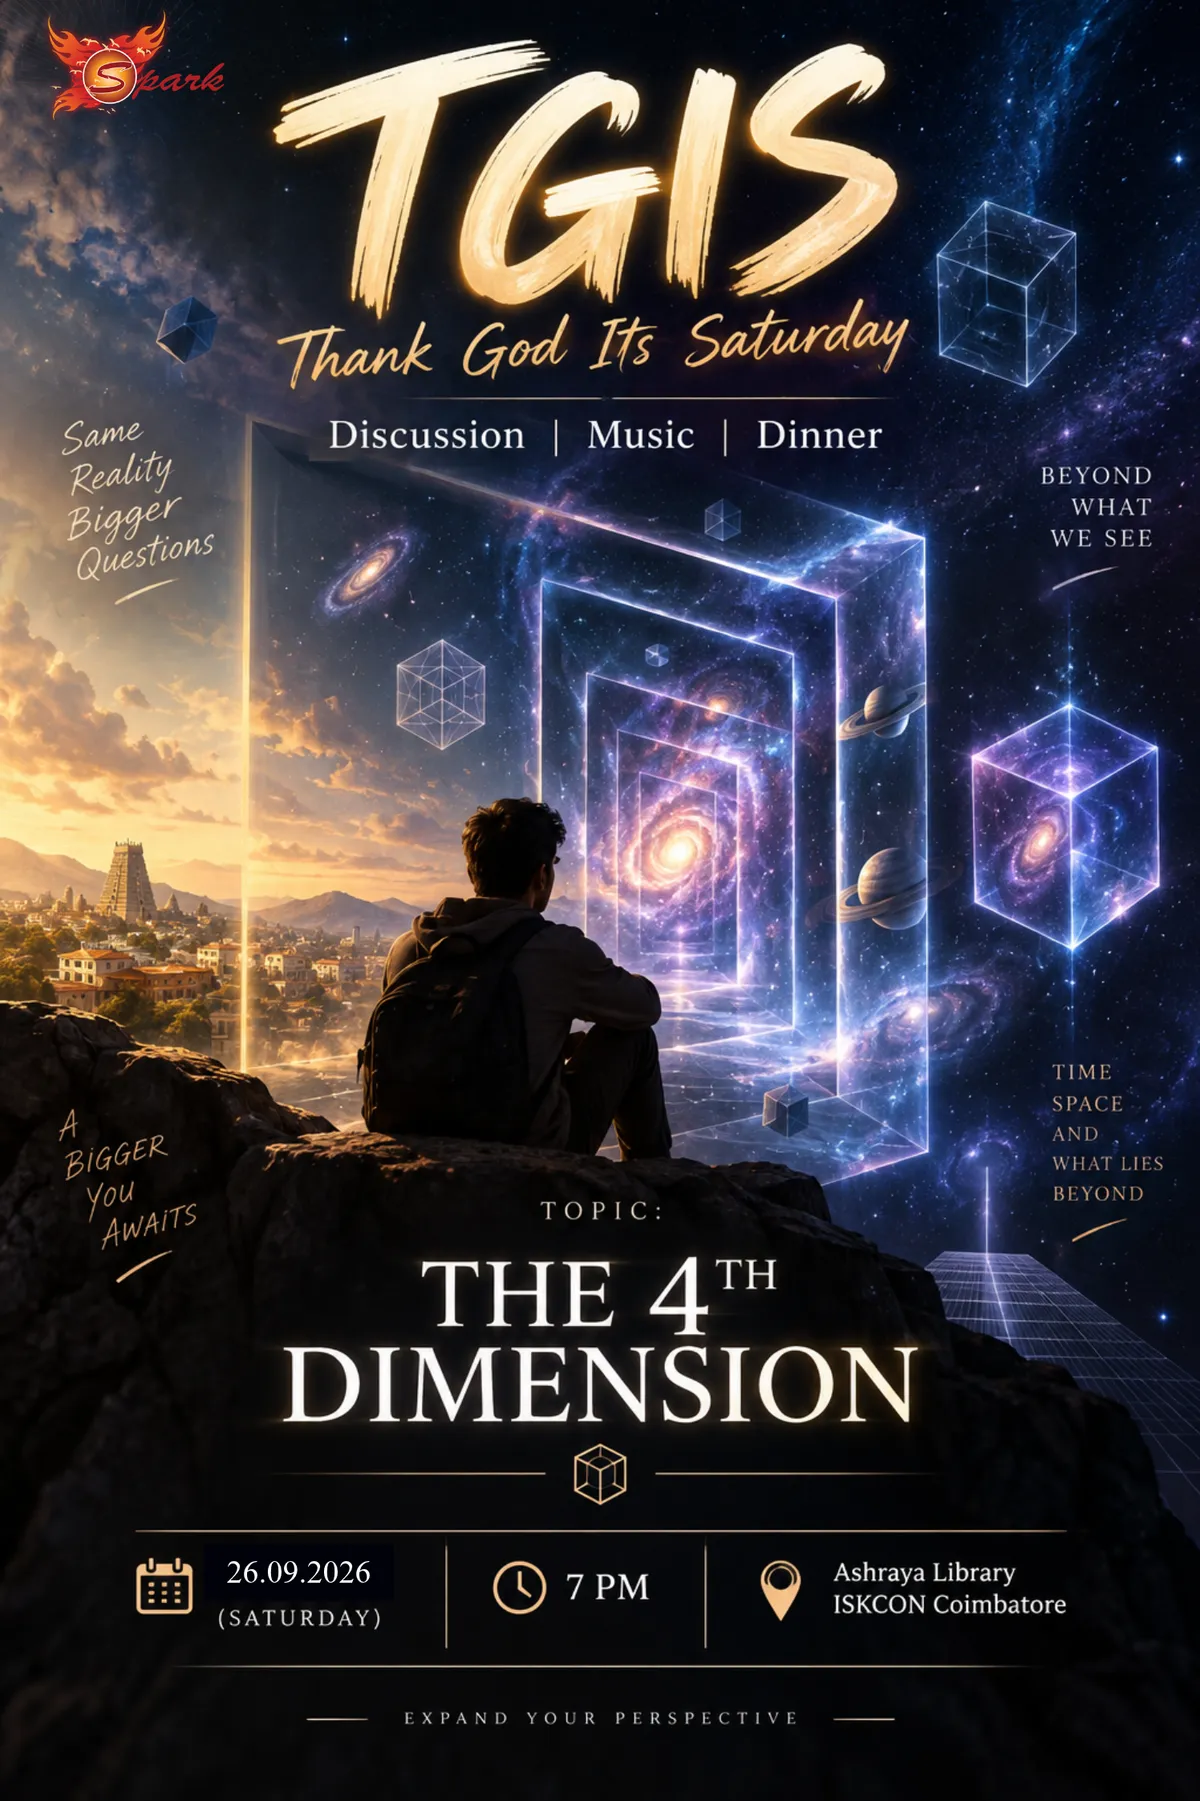 Spark
TGIS
Thank God Its Saturday
Discussion | Music | Dinner
Same
Reality
Bigger
Questions
BEYOND
WHAT
WE SEE
A
BIGGER
YOU
AWAITS
TIME
SPACE
AND
WHAT LIES
BEYOND
TOPIC:
THE 4TH
DIMENSION
26.09.2026
(SATURDAY)
7 PM
Ashraya Library
ISKCON Coimbatore
EXPAND YOUR PERSPECTIVE